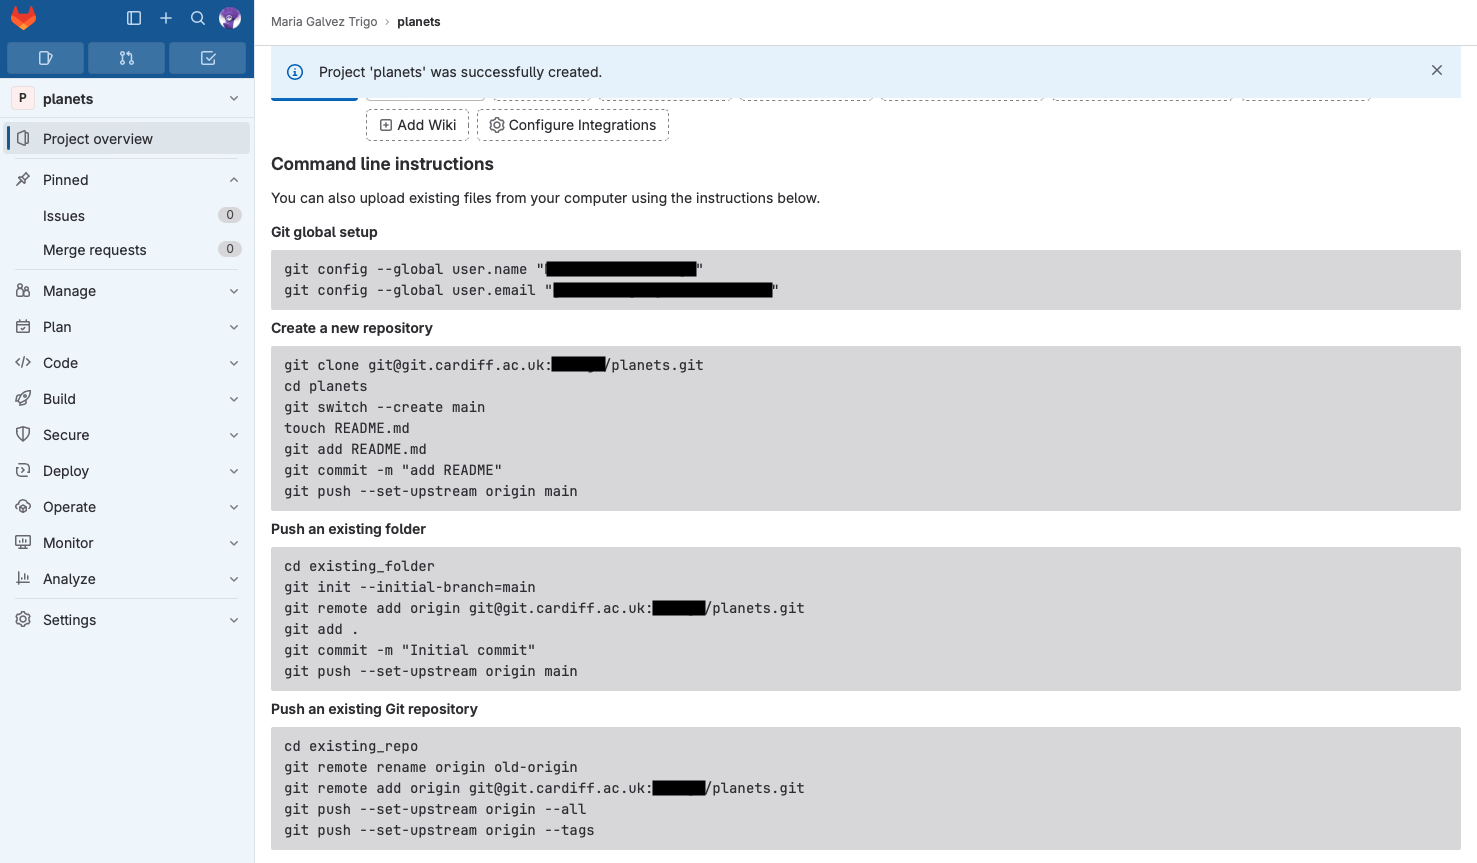 Maria Galvez Trigo › planets
Project 'planets' was successfully created.
P planets
Project overview
Pinned
Issues 0
Merge requests 0
Manage
Plan
Code
Build
Secure
Deploy
Operate
Monitor
Analyze
Settings
Add Wiki Configure Integrations
Command line instructions
You can also upload existing files from your computer using the instructions below.
Git global setup
git config --global user.name ""
git config --global user.email ""
Create a new repository
git clone git@git.cardiff.ac.uk:/planets.git
cd planets
git switch --create main
touch README.md
git add README.md
git commit -m "add README"
git push --set-upstream origin main
Push an existing folder
cd existing_folder
git init --initial-branch=main
git remote add origin git@git.cardiff.ac.uk:/planets.git
git add .
git commit -m "Initial commit"
git push --set-upstream origin main
Push an existing Git repository
cd existing_repo
git remote rename origin old-origin
git remote add origin git@git.cardiff.ac.uk:/planets.git
git push --set-upstream origin --all
git push --set-upstream origin --tags